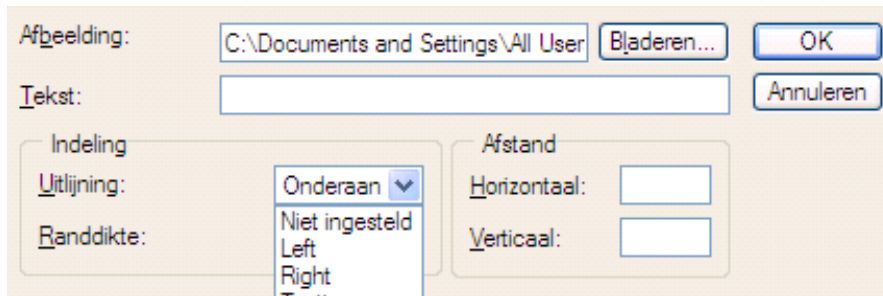 Afbeelding: C:\Documents and Settings\All User Bladeren... OK
Tekst: Annuleren
Indeling Afstand
Uitlijning: Onderaan Horizontaal:
Niet ingesteld
Randdikte: Left Verticaal:
Right